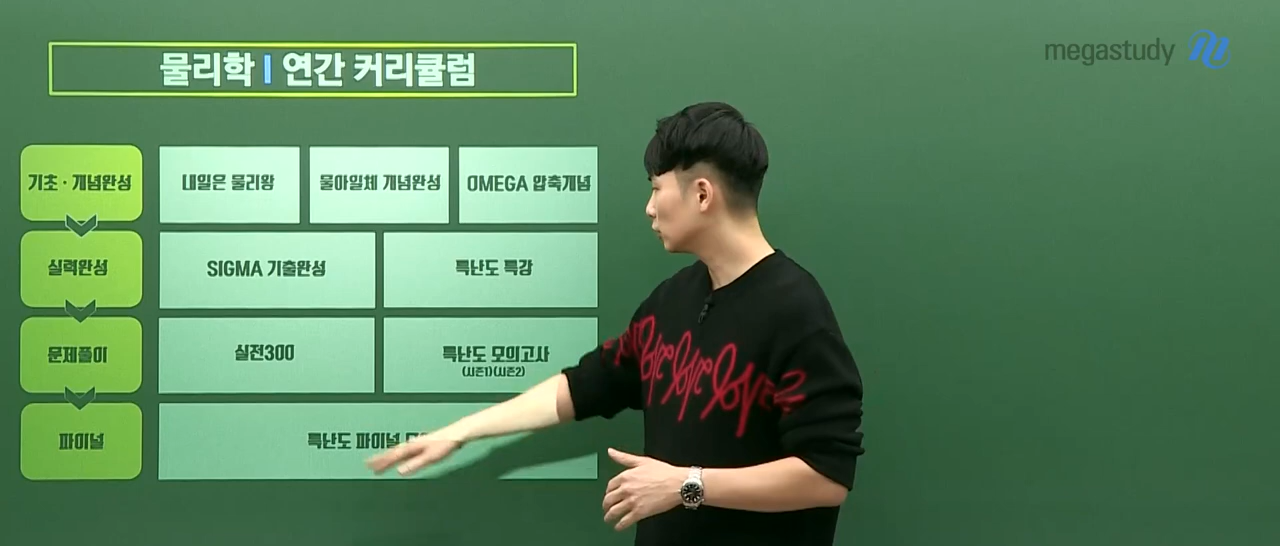 물리학Ⅰ 연간 커리큘럼
megastudy
기초·개념완성
내일은 물리왕
물아일체 개념완성
OMEGA 압축개념
실력완성
SIGMA 기출완성
특난도 특강
문제풀이
실전300
특난도 모의고사
(시즌1)(시즌2)
파이널
특난도 파이널